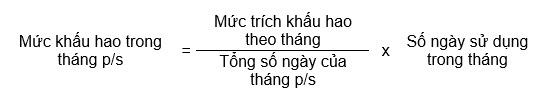 Mức khấu hao trong
tháng p/s
=
Mức trích khấu hao
theo tháng
Tổng số ngày của
tháng p/s
x
Số ngày sử dụng
trong tháng